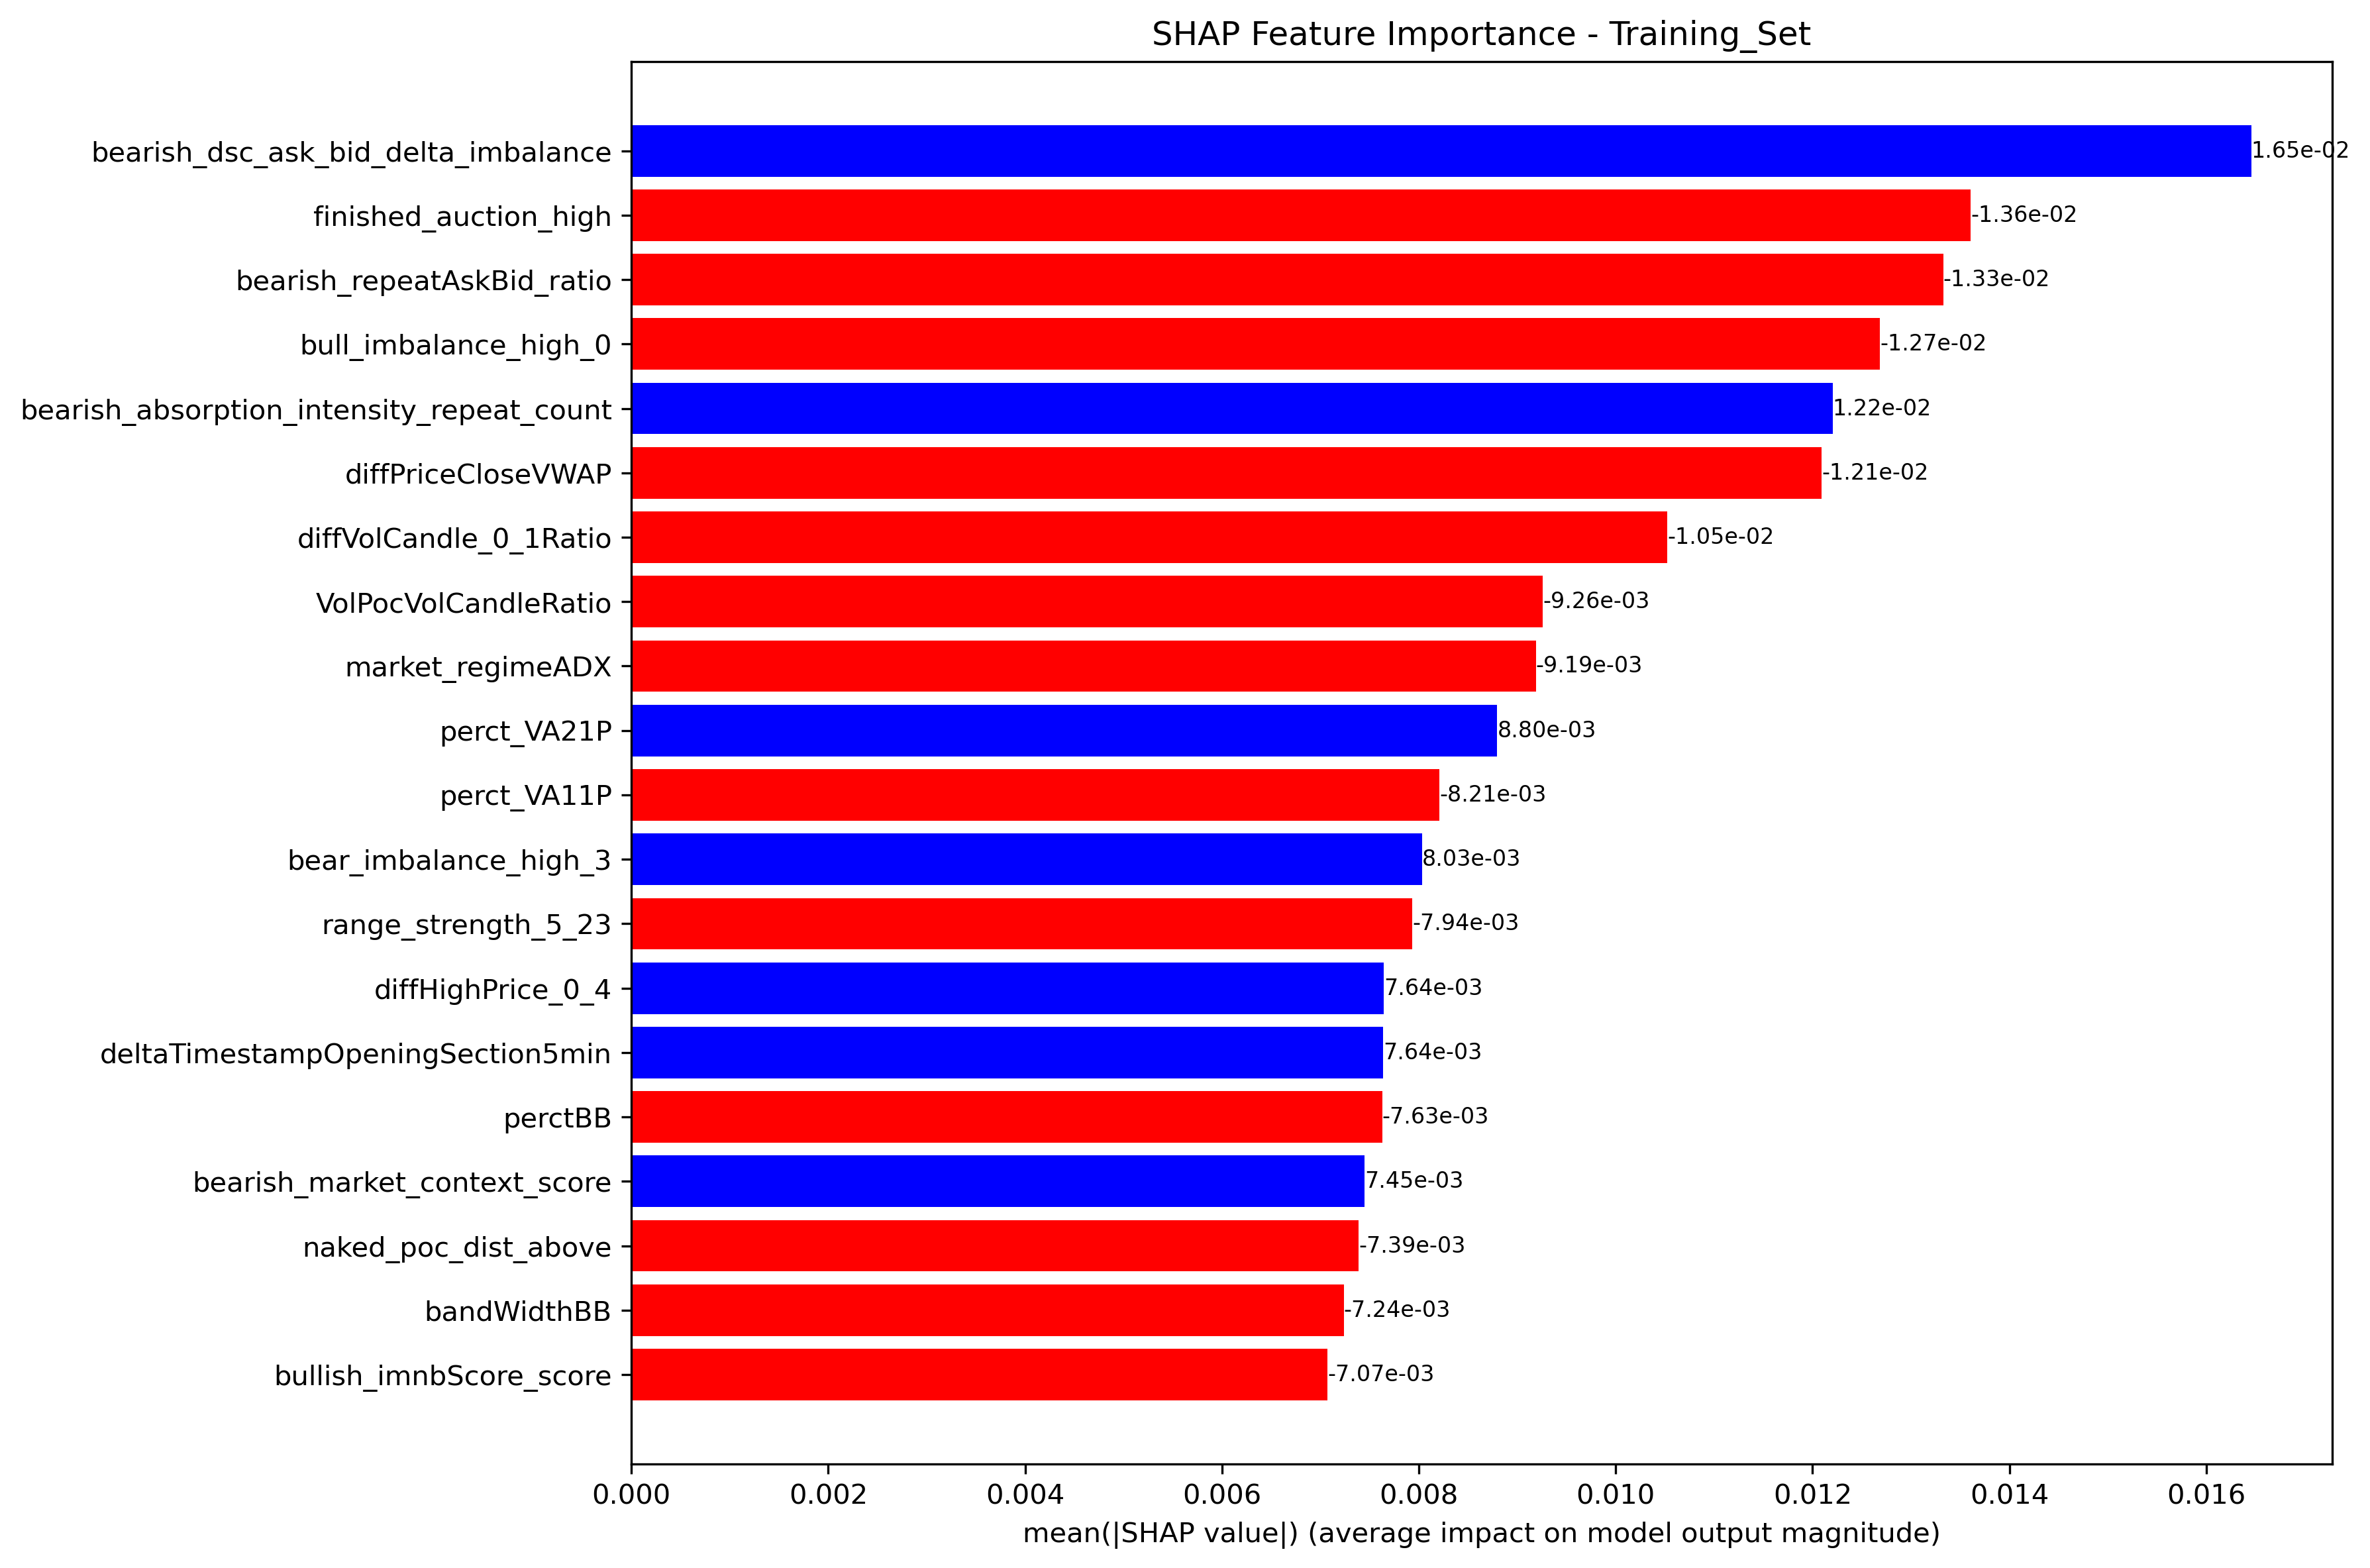 SHAP Feature Importance - Training_Set
bearish_dsc_ask_bid_delta_imbalance 1.65e-02
finished_auction_high -1.36e-02
bearish_repeatAskBid_ratio -1.33e-02
bull_imbalance_high_0 -1.27e-02
bearish_absorption_intensity_repeat_count 1.22e-02
diffPriceCloseVWAP -1.21e-02
diffVolCandle_0_1Ratio -1.05e-02
VolPocVolCandleRatio -9.26e-03
market_regimeADX -9.19e-03
perct_VA21P 8.80e-03
perct_VA11P -8.21e-03
bear_imbalance_high_3 8.03e-03
range_strength_5_23 -7.94e-03
diffHighPrice_0_4 7.64e-03
deltaTimestampOpeningSection5min 7.64e-03
perctBB -7.63e-03
bearish_market_context_score 7.45e-03
naked_poc_dist_above -7.39e-03
bandWidthBB -7.24e-03
bullish_imnbScore_score -7.07e-03
0.000 0.002 0.004 0.006 0.008 0.010 0.012 0.014 0.016
mean(|SHAP value|) (average impact on model output magnitude)